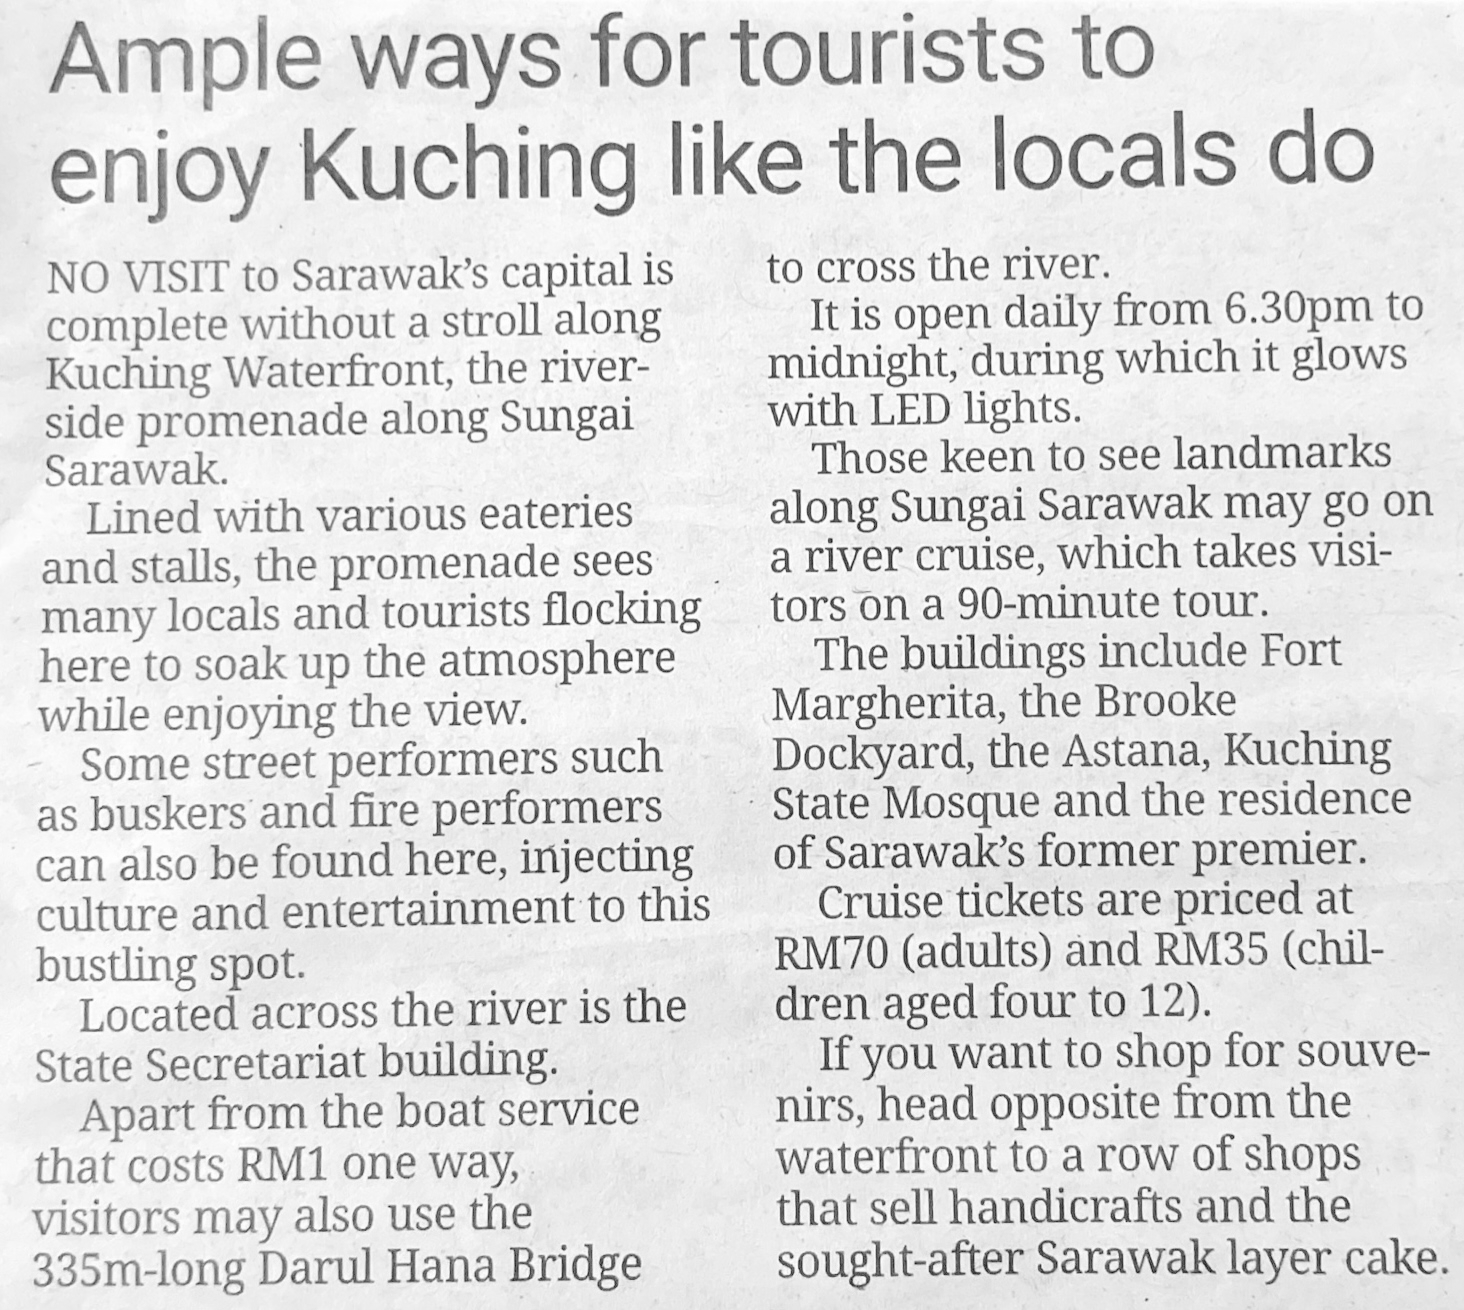 Ample ways for tourists to
enjoy Kuching like the locals do
NO VISIT to Sarawak's capital is
complete without a stroll along
Kuching Waterfront, the river-
side promenade along Sungai
Sarawak.
Lined with various eateries
and stalls, the promenade sees
many locals and tourists flocking
here to soak up the atmosphere
while enjoying the view.
Some street performers such
as buskers and fire performers
can also be found here, injecting
culture and entertainment to this
bustling spot.
Located across the river is the
State Secretariat building.
Apart from the boat service
that costs RM1 one way,
visitors may also use the
335m-long Darul Hana Bridge
to cross the river.
It is open daily from 6.30pm to
midnight, during which it glows
with LED lights.
Those keen to see landmarks
along Sungai Sarawak may go on
a river cruise, which takes visi-
tors on a 90-minute tour.
The buildings include Fort
Margherita, the Brooke
Dockyard, the Astana, Kuching
State Mosque and the residence
of Sarawak's former premier.
Cruise tickets are priced at
RM70 (adults) and RM35 (chil-
dren aged four to 12).
If you want to shop for souve-
nirs, head opposite from the
waterfront to a row of shops
that sell handicrafts and the
sought-after Sarawak layer cake.